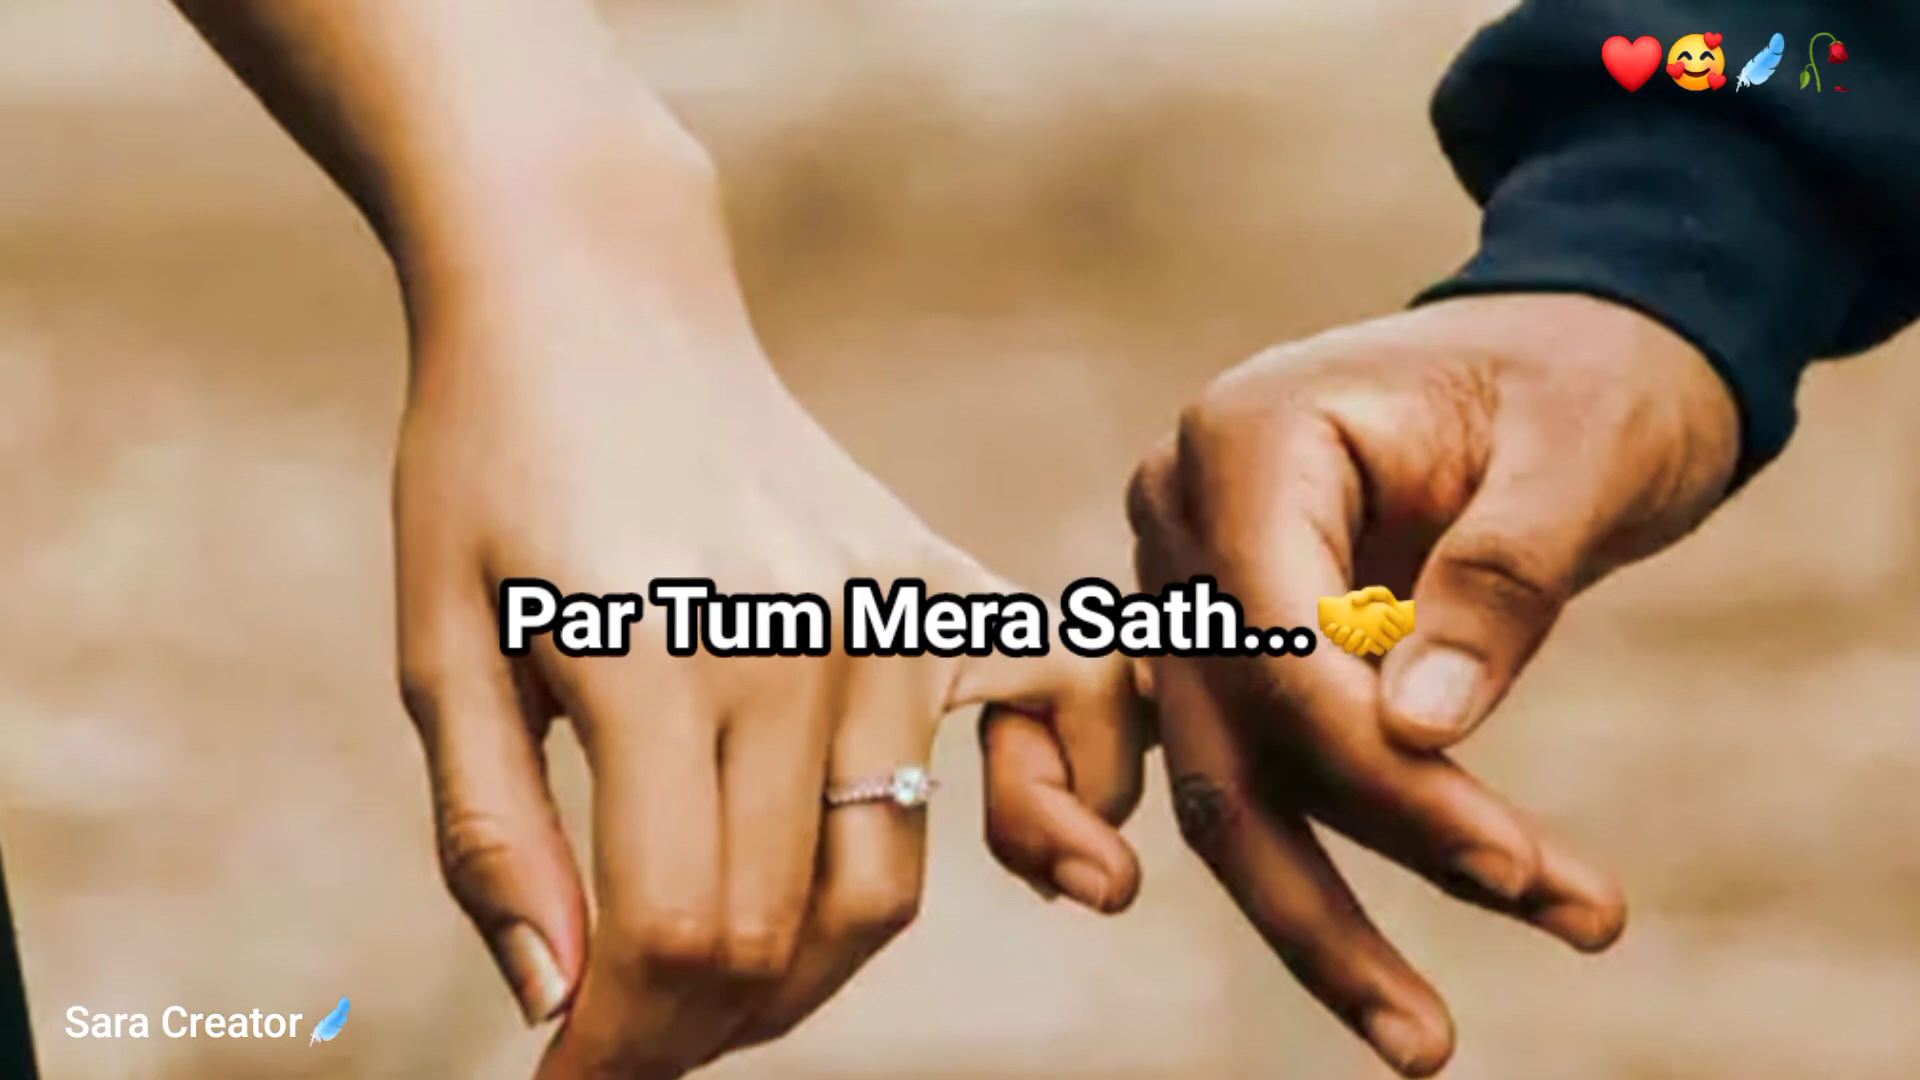 ❤️🥰🪶🥀
Par Tum Mera Sath...🤝
Sara Creator🪶